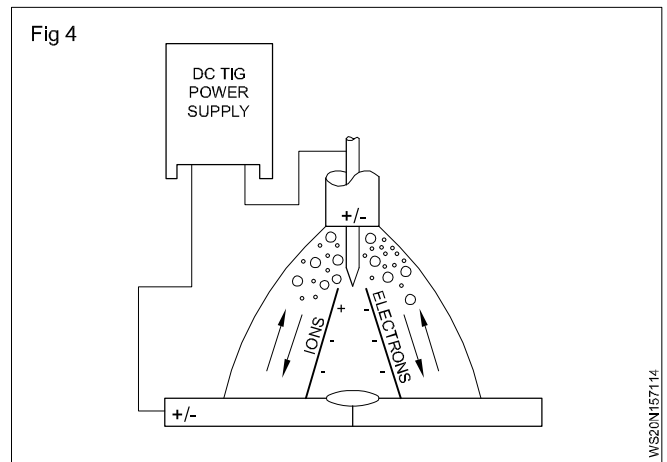 Fig 4
DC TIG
POWER
SUPPLY
+/-
+ -
IONS
ELECTRONS
- -
- -
+/-
WS20N157114